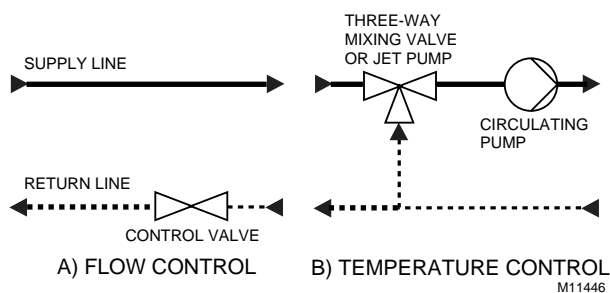 SUPPLY LINE
RETURN LINE
CONTROL VALVE
A) FLOW CONTROL
THREE-WAY
MIXING VALVE
OR JET PUMP
CIRCULATING
PUMP
B) TEMPERATURE CONTROL
M11446